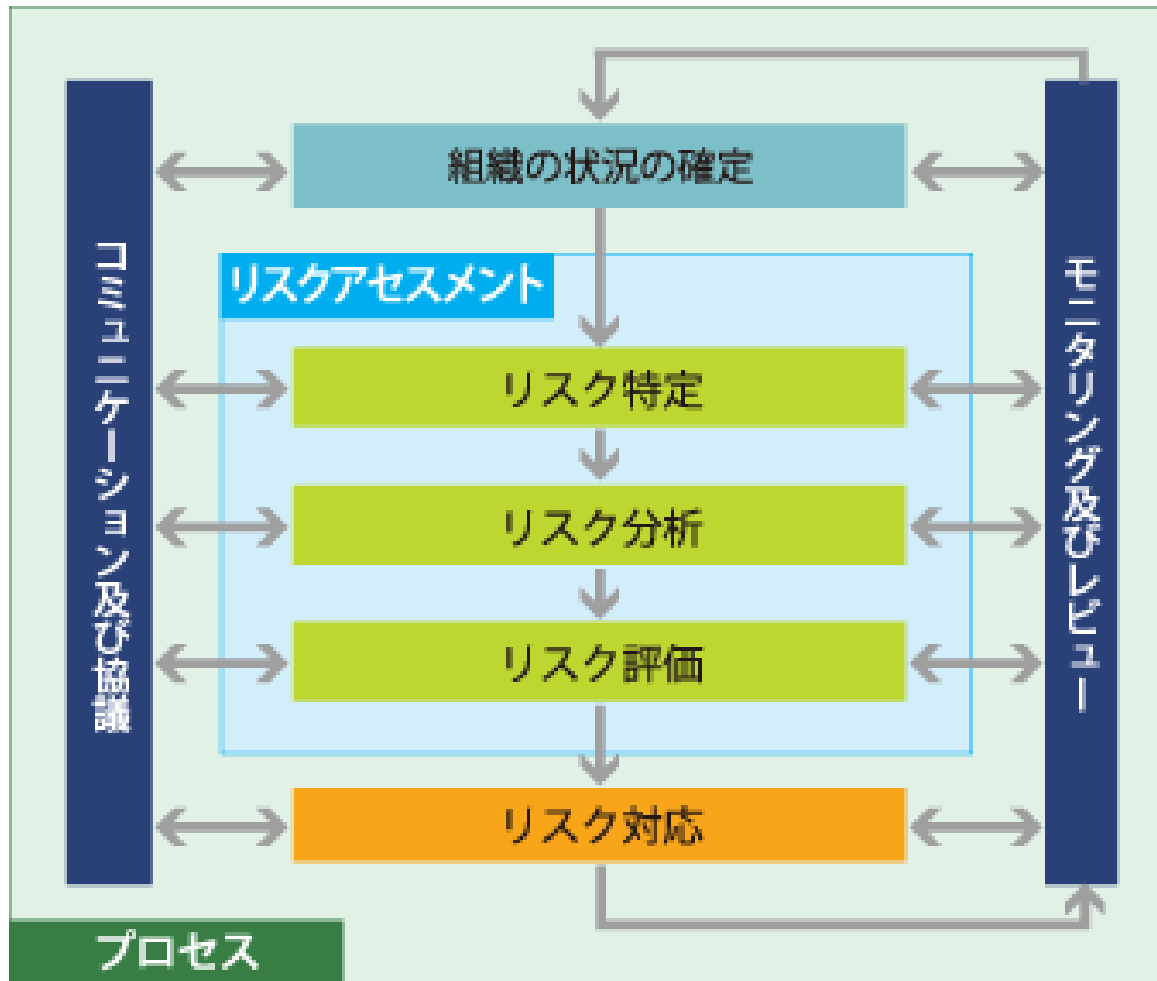 組織の状況の確定
コミュニケーション及び協議
リスクアセスメント
リスク特定
リスク分析
リスク評価
リスク対応
モニタリング及びレビュー
プロセス